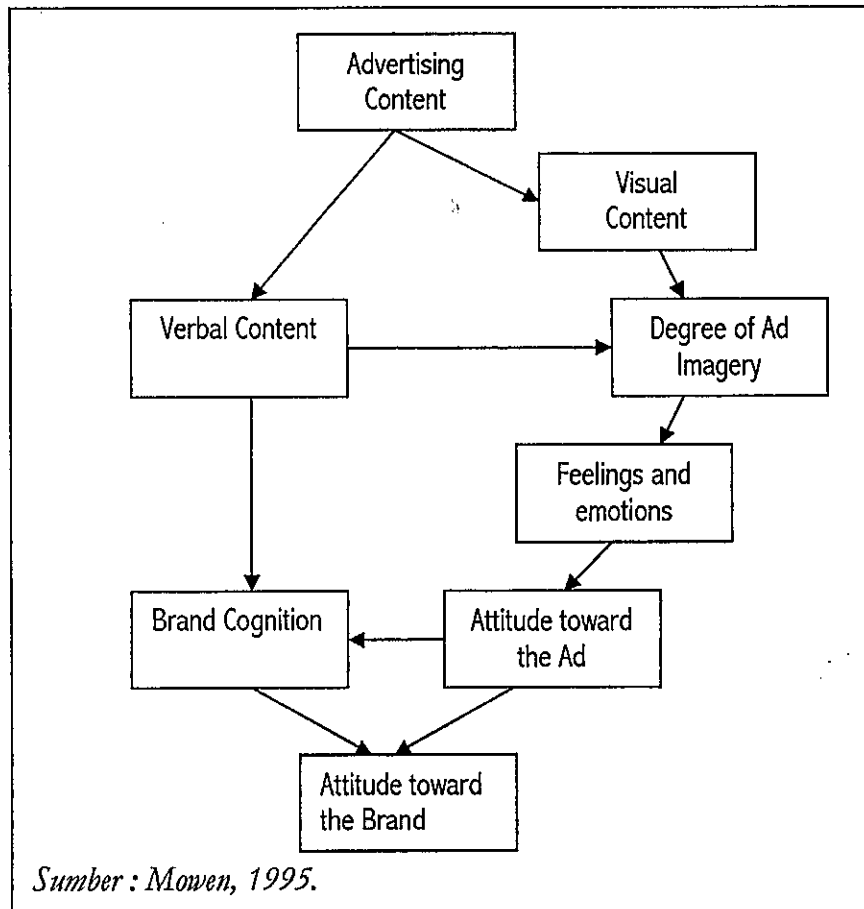 Advertising
Content
Visual
Content
Verbal Content
Degree of Ad
Imagery
Feelings and
emotions
Brand Cognition
Attitude toward
the Ad
Attitude toward
the Brand
Sumber : Mowen, 1995.